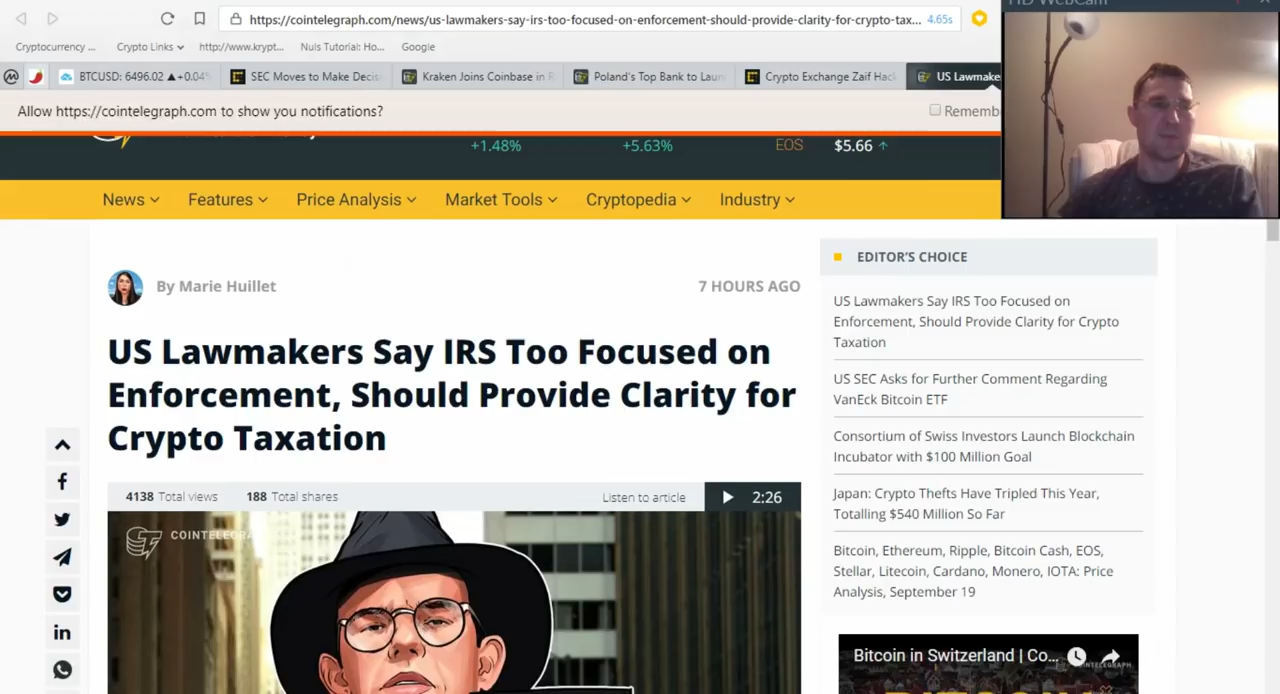 HD WebCam
https://cointelegraph.com/news/us-lawmakers-say-irs-too-focused-on-enforcement-should-provide-clarity-for-crypto-tax... 4.65s
Cryptocurrency ... Crypto Links http://www.krypt... Nuls Tutorial: Ho... Google
BTCUSD: 6496.02 ▲+0.04% SEC Moves to Make Decis Kraken Joins Coinbase in R Poland's Top Bank to Laun Crypto Exchange Zaif Hack US Lawmake
Allow https://cointelegraph.com to show you notifications? Rememb
+1.48% +5.63% EOS $5.66 ↑
News Features Price Analysis Market Tools Cryptopedia Industry
By Marie Huillet 7 HOURS AGO
US Lawmakers Say IRS Too Focused on
Enforcement, Should Provide Clarity for
Crypto Taxation
4138 Total views 188 Total shares Listen to article 2:26
COINTELEGRA
EDITOR'S CHOICE
US Lawmakers Say IRS Too Focused on
Enforcement, Should Provide Clarity for Crypto
Taxation
US SEC Asks for Further Comment Regarding
VanEck Bitcoin ETF
Consortium of Swiss Investors Launch Blockchain
Incubator with $100 Million Goal
Japan: Crypto Thefts Have Tripled This Year,
Totalling $540 Million So Far
Bitcoin, Ethereum, Ripple, Bitcoin Cash, EOS,
Stellar, Litecoin, Cardano, Monero, IOTA: Price
Analysis, September 19
Bitcoin in Switzerland | Co...